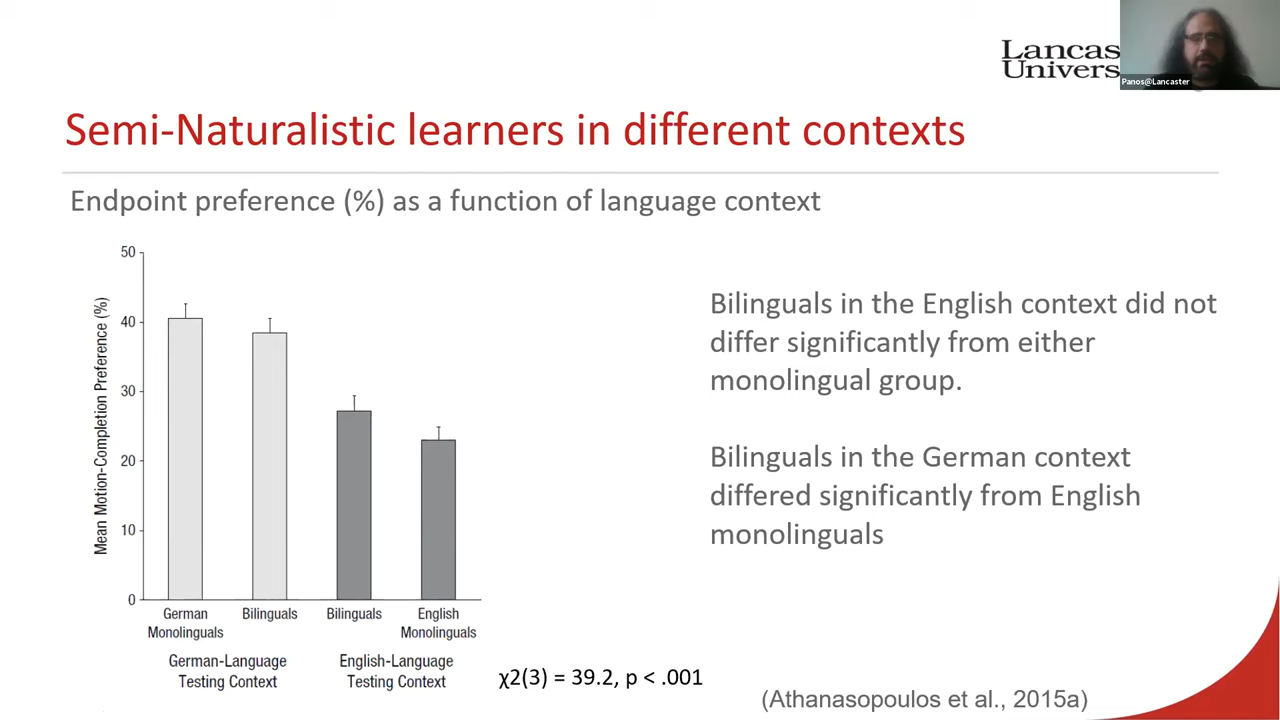 Lancas
Univers
Panos@Lancaster
Semi-Naturalistic learners in different contexts
Endpoint preference (%) as a function of language context
Mean Motion-Completion Preference (%)
50
40
30
20
10
0
German
Monolinguals
Bilinguals
Bilinguals
English
Monolinguals
German-Language
Testing Context
English-Language
Testing Context
χ2(3) = 39.2, p < .001
Bilinguals in the English context did not
differ significantly from either
monolingual group.
Bilinguals in the German context
differed significantly from English
monolinguals
(Athanasopoulos et al., 2015a)